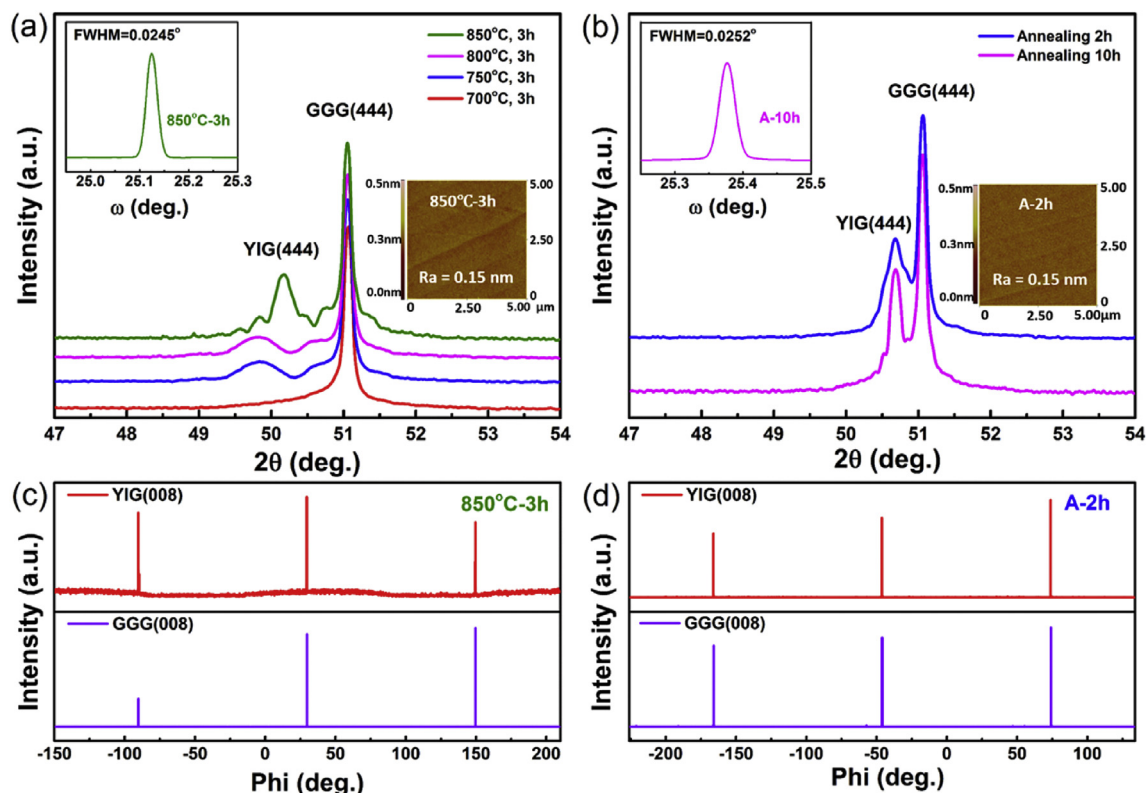 (a)
FWHM=0.0245°
850°C-3h
25.0 25.1 25.2 25.3
ω (deg.)
850°C, 3h
800°C, 3h
750°C, 3h
700°C, 3h
GGG(444)
YIG(444)
0.5nm
0.3nm
0.0nm
850°C-3h
Ra = 0.15 nm
5.00
2.50
0
0 2.50 5.00 μm
Intensity (a.u.)
47 48 49 50 51 52 53 54
2θ (deg.)
(b)
FWHM=0.0252°
A-10h
25.3 25.4 25.5
ω (deg.)
Annealing 2h
Annealing 10h
GGG(444)
YIG(444)
0.5nm
0.3nm
0.0nm
A-2h
Ra = 0.15 nm
5.00
2.50
0
0 2.50 5.00μm
Intensity (a.u.)
47 48 49 50 51 52 53 54
2θ (deg.)
(c)
YIG(008)
850°C-3h
GGG(008)
Intensity (a.u.)
-150 -100 -50 0 50 100 150 200
Phi (deg.)
(d)
YIG(008)
A-2h
GGG(008)
Intensity (a.u.)
-225 -200 -150 -100 -50 0 50 100
Phi (deg.)